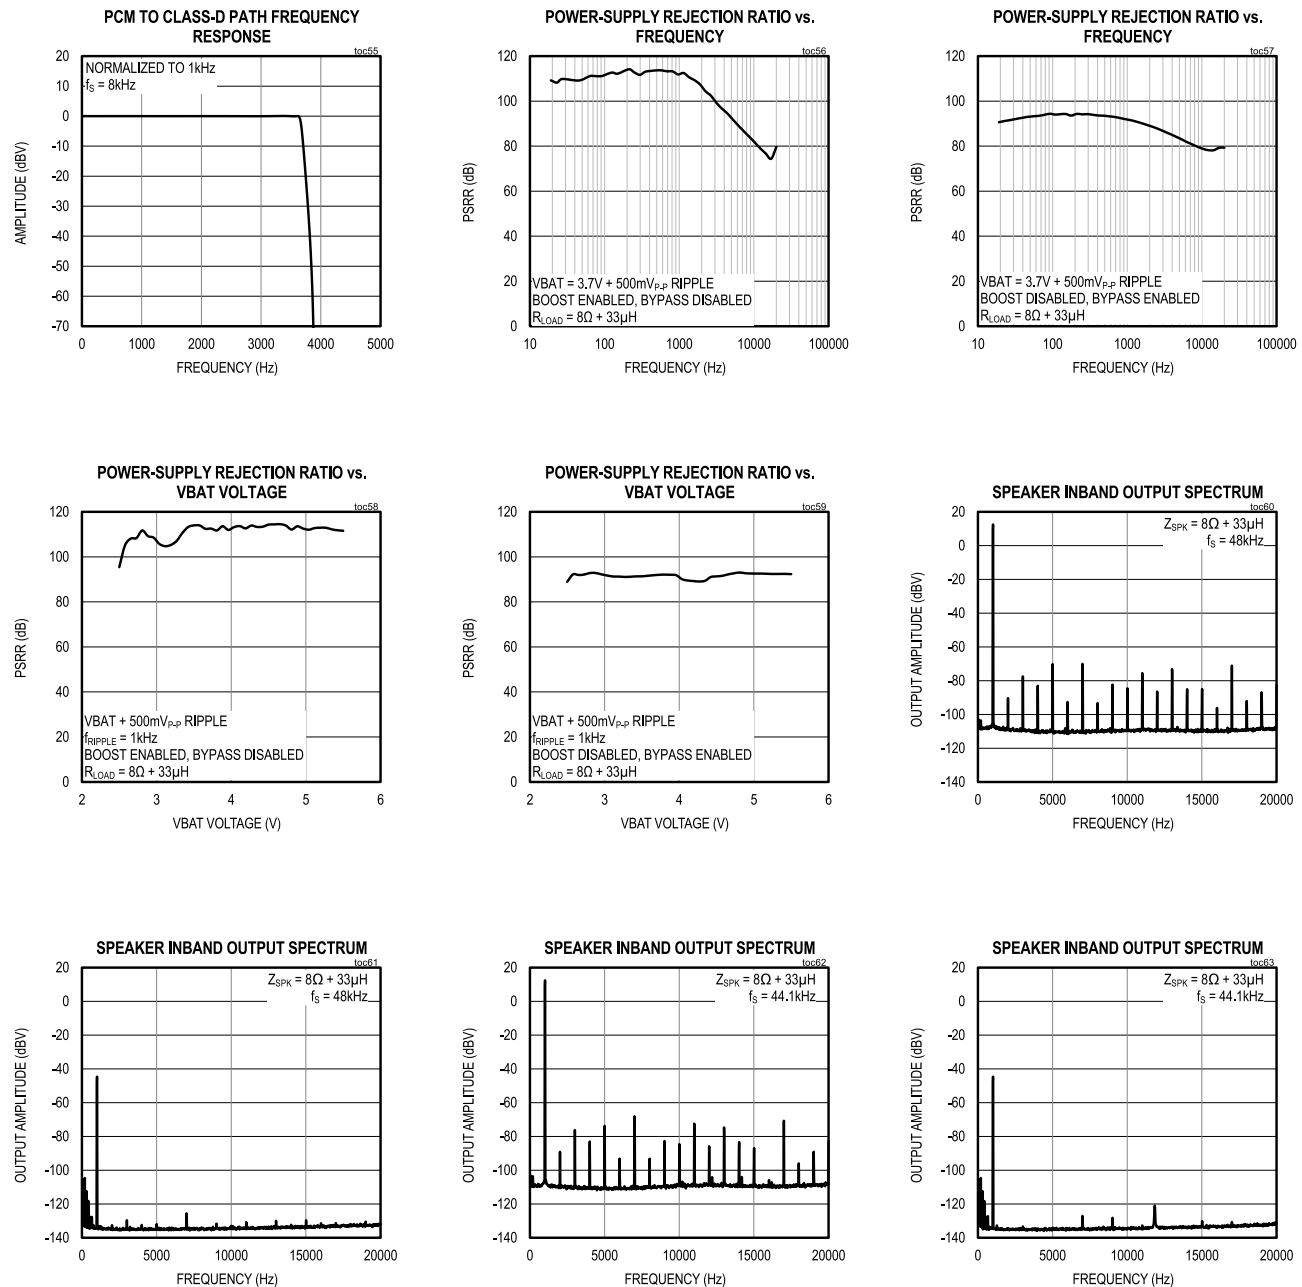 PCM TO CLASS-D PATH FREQUENCY
RESPONSE
toc55
NORMALIZED TO 1kHz
fS = 8kHz
20
10
0
-10
-20
-30
-40
-50
-60
-70
AMPLITUDE (dBV)
0 1000 2000 3000 4000 5000
FREQUENCY (Hz)
POWER-SUPPLY REJECTION RATIO vs.
FREQUENCY
toc56
120
100
80
60
40
20
0
PSRR (dB)
VBAT = 3.7V + 500mVP-P RIPPLE
BOOST ENABLED, BYPASS DISABLED
RLOAD = 8Ω + 33µH
10 100 1000 10000 100000
FREQUENCY (Hz)
POWER-SUPPLY REJECTION RATIO vs.
FREQUENCY
toc57
120
100
80
60
40
20
0
PSRR (dB)
VBAT = 3.7V + 500mVP-P RIPPLE
BOOST DISABLED, BYPASS ENABLED
RLOAD = 8Ω + 33µH
10 100 1000 10000 100000
FREQUENCY (Hz)
POWER-SUPPLY REJECTION RATIO vs.
VBAT VOLTAGE
toc58
120
100
80
60
40
20
0
PSRR (dB)
VBAT + 500mVP-P RIPPLE
fRIPPLE = 1kHz
BOOST ENABLED, BYPASS DISABLED
RLOAD = 8Ω + 33µH
2 3 4 5 6
VBAT VOLTAGE (V)
POWER-SUPPLY REJECTION RATIO vs.
VBAT VOLTAGE
toc59
120
100
80
60
40
20
0
PSRR (dB)
VBAT + 500mVP-P RIPPLE
fRIPPLE = 1kHz
BOOST DISABLED, BYPASS ENABLED
RLOAD = 8Ω + 33µH
2 3 4 5 6
VBAT VOLTAGE (V)
SPEAKER INBAND OUTPUT SPECTRUM
toc60
ZSPK = 8Ω + 33µH
fS = 48kHz
20
0
-20
-40
-60
-80
-100
-120
-140
OUTPUT AMPLITUDE (dBV)
0 5000 10000 15000 20000
FREQUENCY (Hz)
SPEAKER INBAND OUTPUT SPECTRUM
toc61
ZSPK = 8Ω + 33µH
fS = 48kHz
20
0
-20
-40
-60
-80
-100
-120
-140
OUTPUT AMPLITUDE (dBV)
0 5000 10000 15000 20000
FREQUENCY (Hz)
SPEAKER INBAND OUTPUT SPECTRUM
toc62
ZSPK = 8Ω + 33µH
fS = 44.1kHz
20
0
-20
-40
-60
-80
-100
-120
-140
OUTPUT AMPLITUDE (dBV)
0 5000 10000 15000 20000
FREQUENCY (Hz)
SPEAKER INBAND OUTPUT SPECTRUM
toc63
ZSPK = 8Ω + 33µH
fS = 44.1kHz
20
0
-20
-40
-60
-80
-100
-120
-140
OUTPUT AMPLITUDE (dBV)
0 5000 10000 15000 20000
FREQUENCY (Hz)